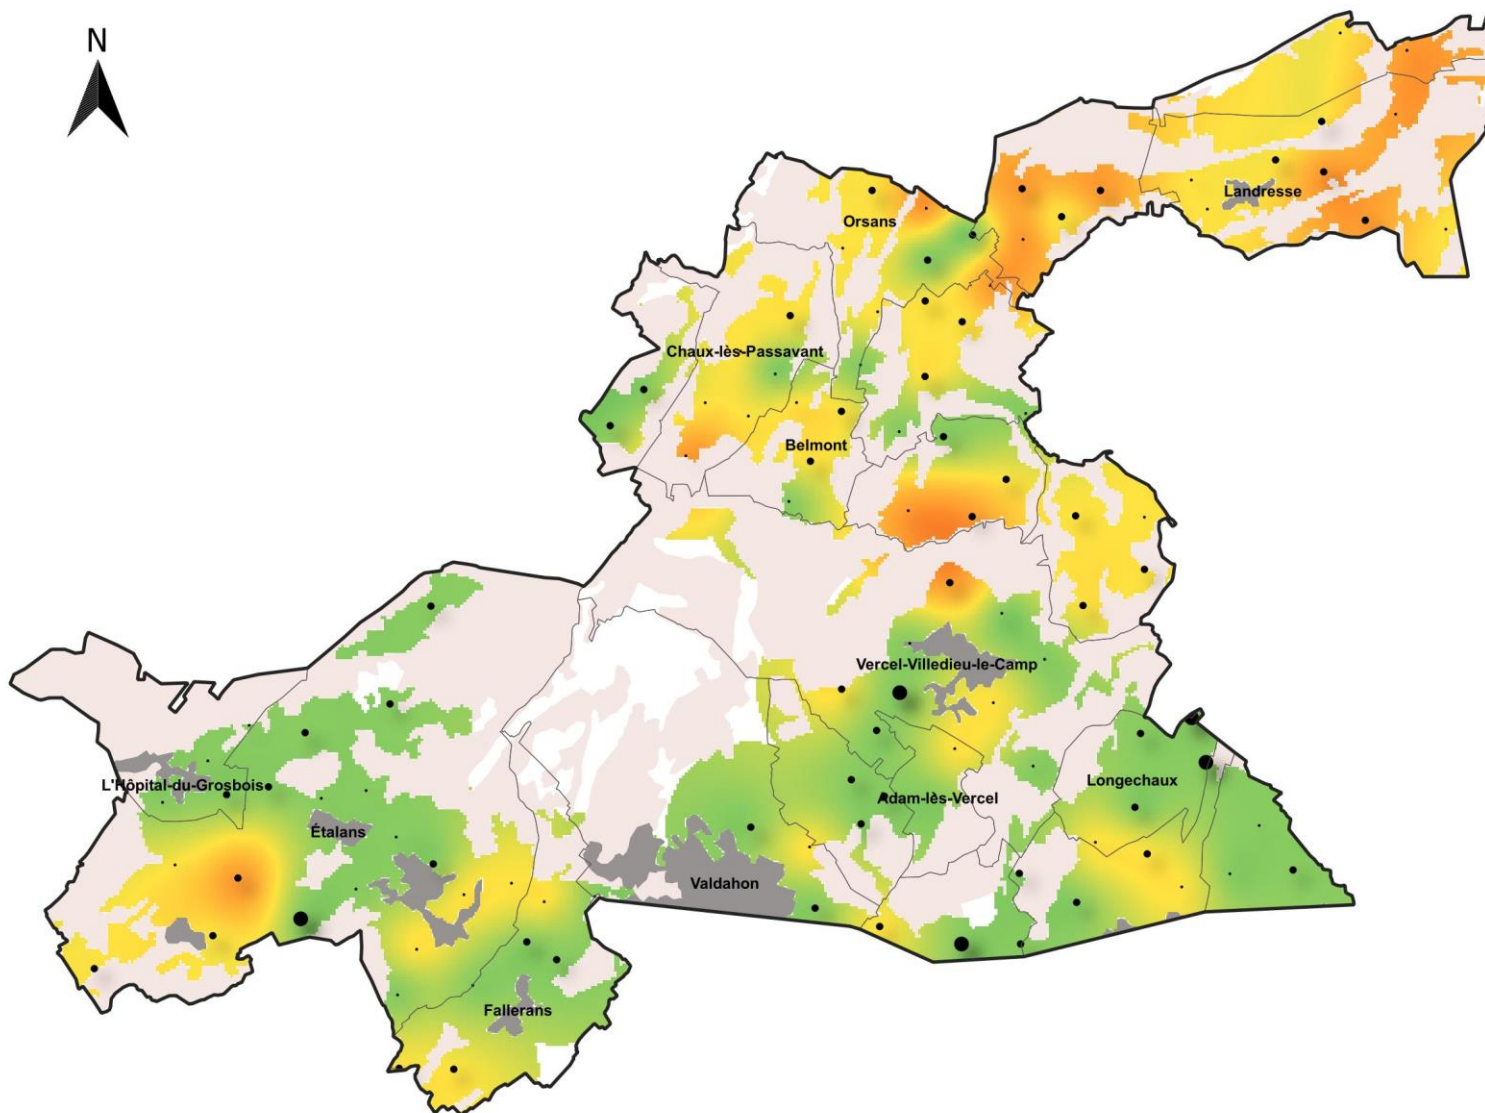 N
Landresse
Orsans
Chaux-lès-Passavant
Belmont
Vercel-Villedieu-le-Camp
L'Hôpital-du-Grosbois
Longechaux
Adam-lès-Vercel
Étalans
Valdahon
Fallerans